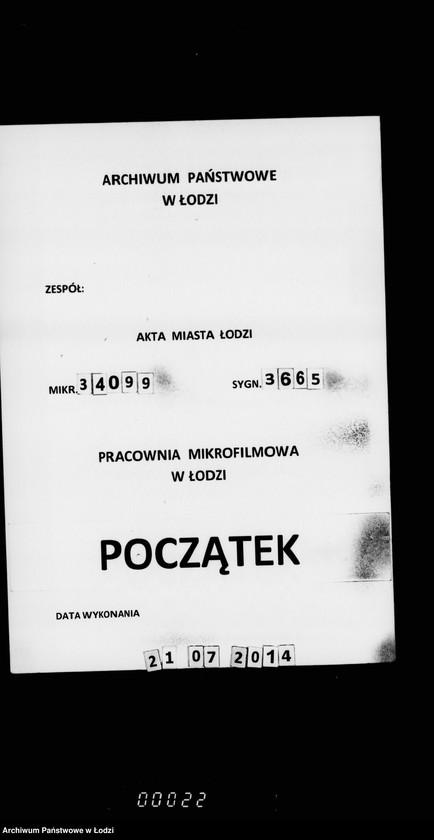 ARCHIWUM PAŃSTWOWE
W ŁODZI
ZESPÓŁ:
AKTA MIASTA ŁODZI
MIKR. 34099 SYGN. 3665
PRACOWNIA MIKROFILMOWA
W ŁODZI
POCZĄTEK
DATA WYKONANIA
21 07 2014
00022
Archiwum Państwowe w Łodzi